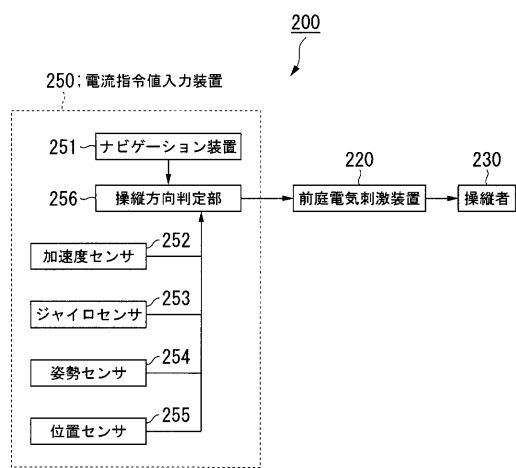 200
250;電流指令値入力装置
251
ナビゲーション装置
256
操縦方向判定部
220
前庭電気刺激装置
230
操縦者
252
加速度センサ
253
ジャイロセンサ
254
姿勢センサ
255
位置センサ